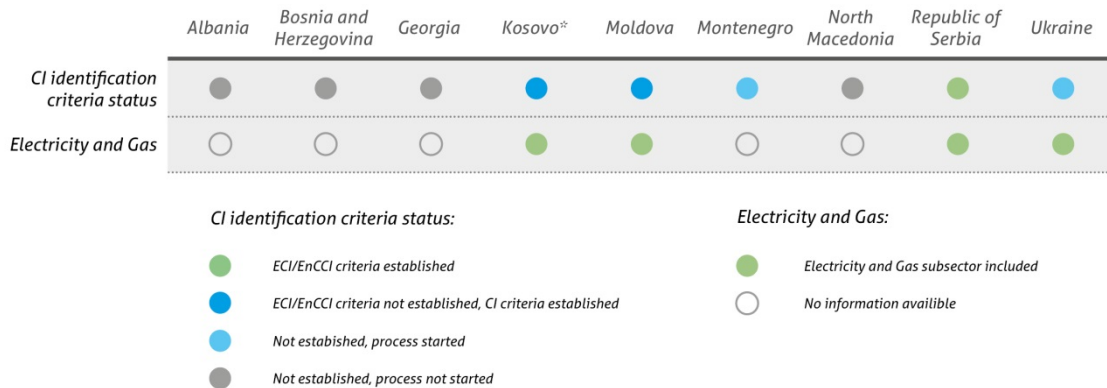 Albania
Bosnia and
Herzegovina
Georgia
Kosovo*
Moldova
Montenegro
North
Macedonia
Republic of
Serbia
Ukraine
CI identification
criteria status
Electricity and Gas
CI identification criteria status:
ECI/EnCCI criteria established
ECI/EnCCI criteria not established, CI criteria established
Not estabished, process started
Not established, process not started
Electricity and Gas:
Electricity and Gas subsector included
No information availible